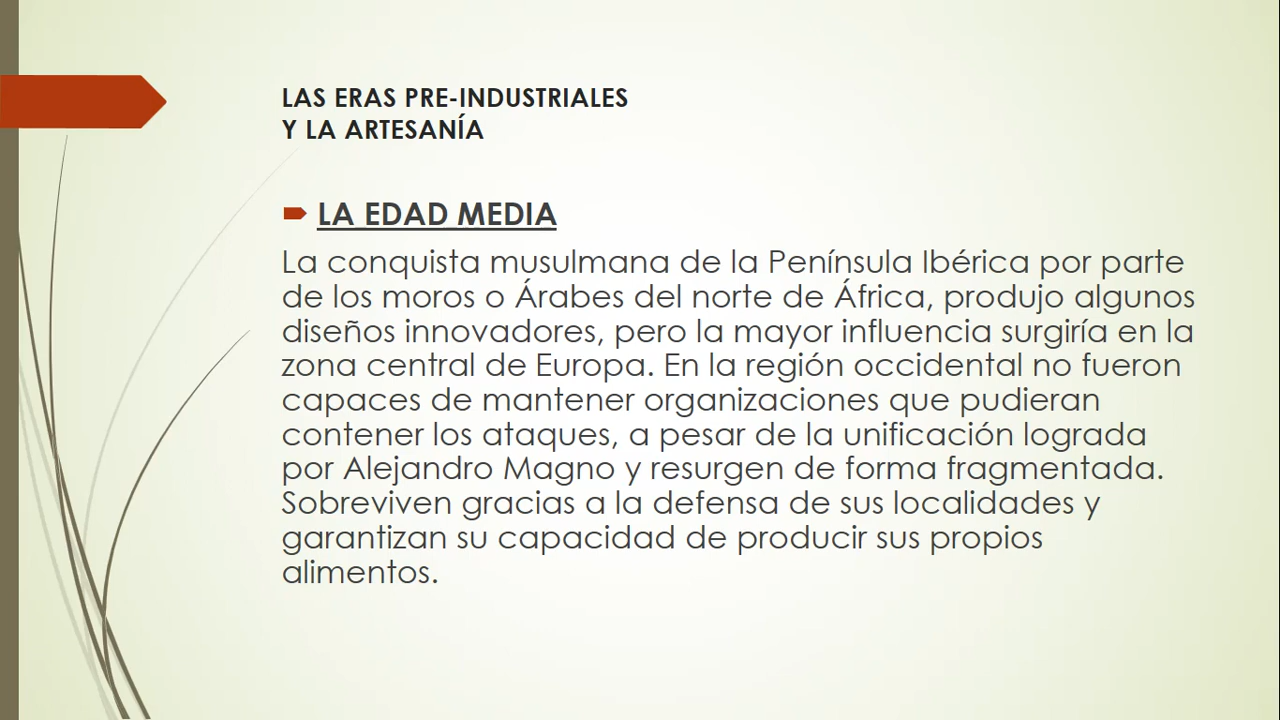 LAS ERAS PRE-INDUSTRIALES
Y LA ARTESANÍA
LA EDAD MEDIA
La conquista musulmana de la Península Ibérica por parte
de los moros o Árabes del norte de África, produjo algunos
diseños innovadores, pero la mayor influencia surgiría en la
zona central de Europa. En la región occidental no fueron
capaces de mantener organizaciones que pudieran
contener los ataques, a pesar de la unificación lograda
por Alejandro Magno y resurgen de forma fragmentada.
Sobreviven gracias a la defensa de sus localidades y
garantizan su capacidad de producir sus propios
alimentos.